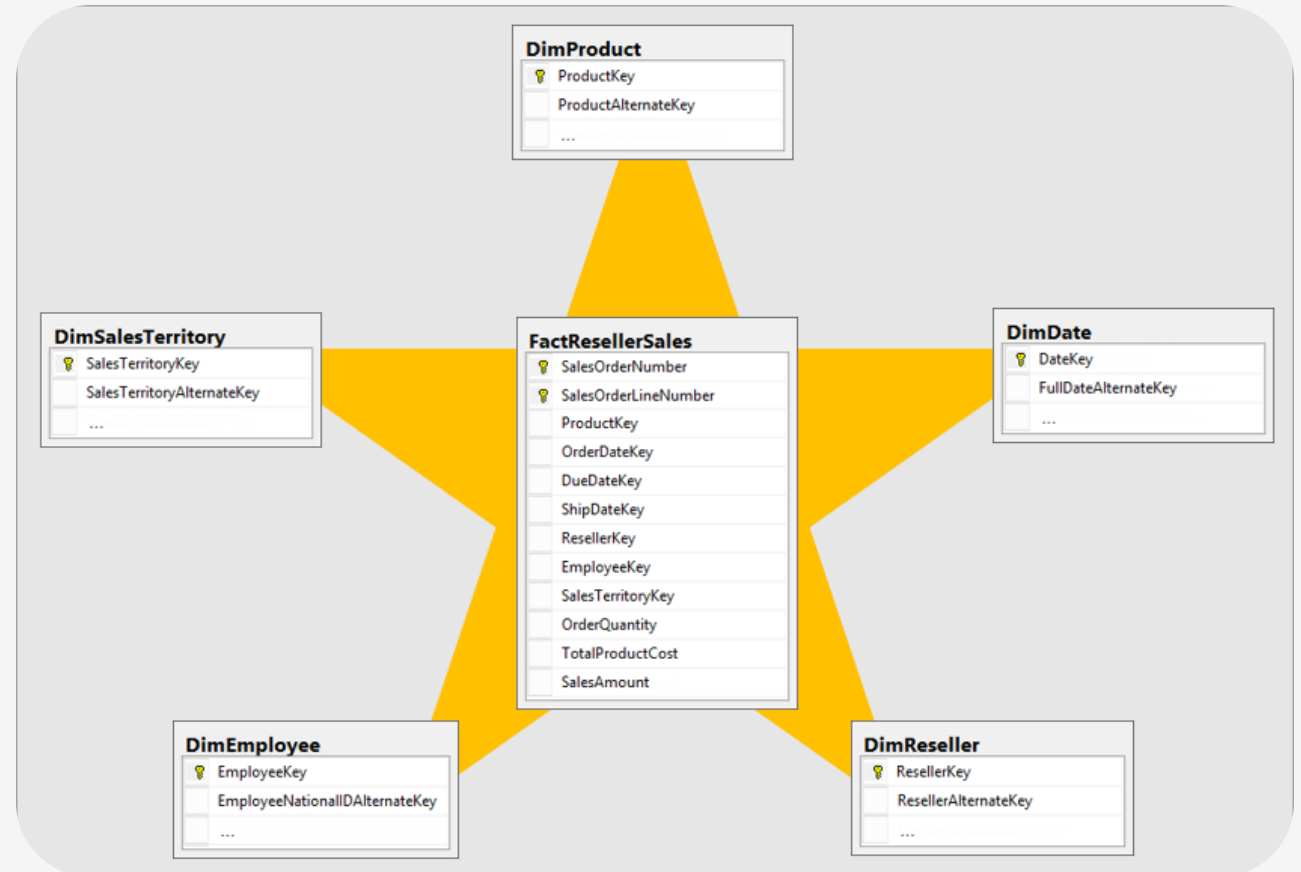 DimProduct
ProductKey
ProductAlternateKey
...
DimSalesTerritory
SalesTerritoryKey
SalesTerritoryAlternateKey
...
FactResellerSales
SalesOrderNumber
SalesOrderLineNumber
ProductKey
OrderDateKey
DueDateKey
ShipDateKey
ResellerKey
EmployeeKey
SalesTerritoryKey
OrderQuantity
TotalProductCost
SalesAmount
DimDate
DateKey
FullDateAlternateKey
...
DimEmployee
EmployeeKey
EmployeeNationalIDAlternateKey
...
DimReseller
ResellerKey
ResellerAlternateKey
...